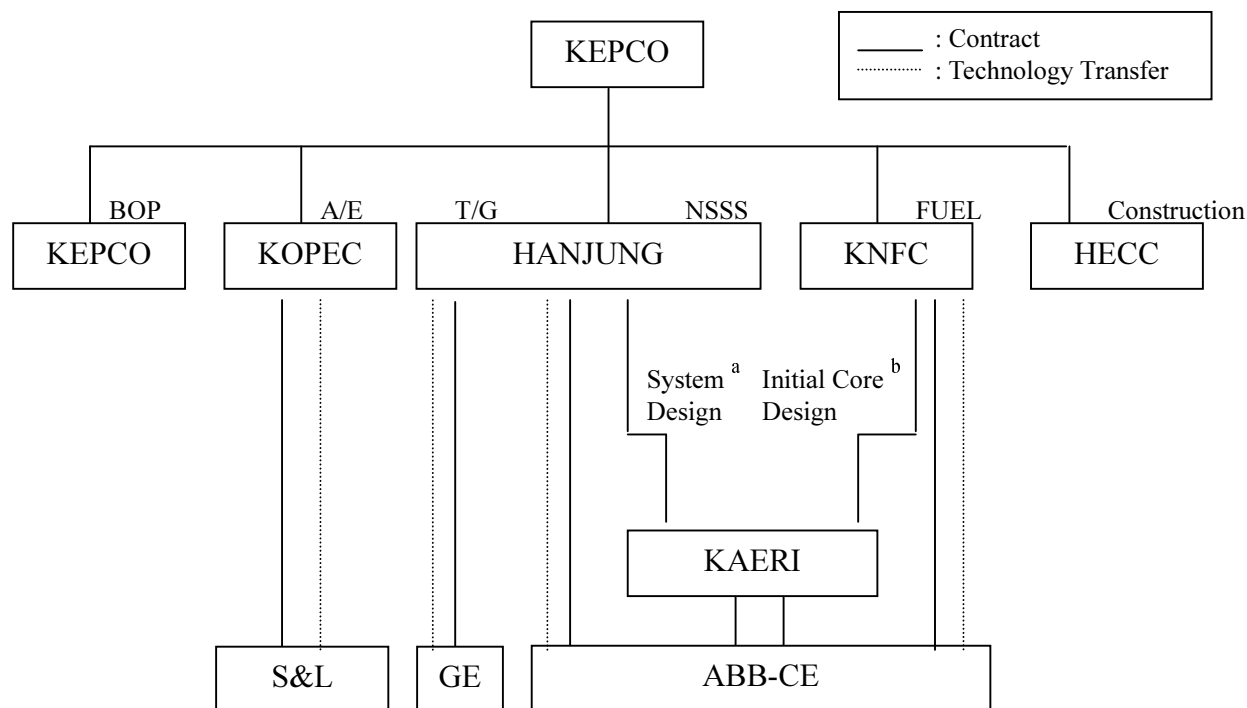 KEPCO
: Contract
: Technology Transfer
BOP
A/E
T/G
NSSS
FUEL
Construction
KEPCO
KOPEC
HANJUNG
KNFC
HECC
System a
Design
Initial Core b
Design
KAERI
S&L
GE
ABB-CE